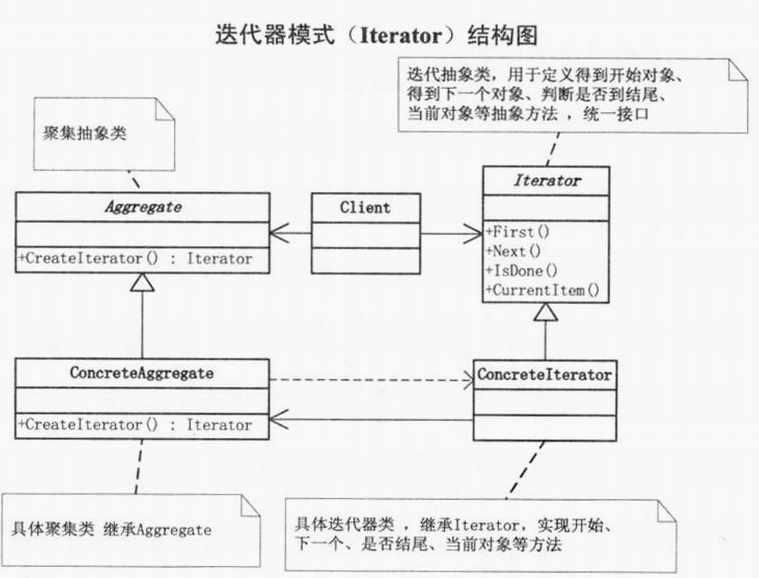 迭代器模式（Iterator）结构图
迭代抽象类，用于定义得到开始对象、
得到下一个对象、判断是否到结尾、
当前对象等抽象方法 ，统一接口
聚集抽象类
Aggregate
+CreateIterator() : Iterator
Client
Iterator
+First()
+Next()
+IsDone()
+CurrentItem()
ConcreteAggregate
+CreateIterator() : Iterator
ConcreteIterator
具体聚集类 继承Aggregate
具体迭代器类 ，继承Iterator，实现开始、
下一个、是否结尾、当前对象等方法